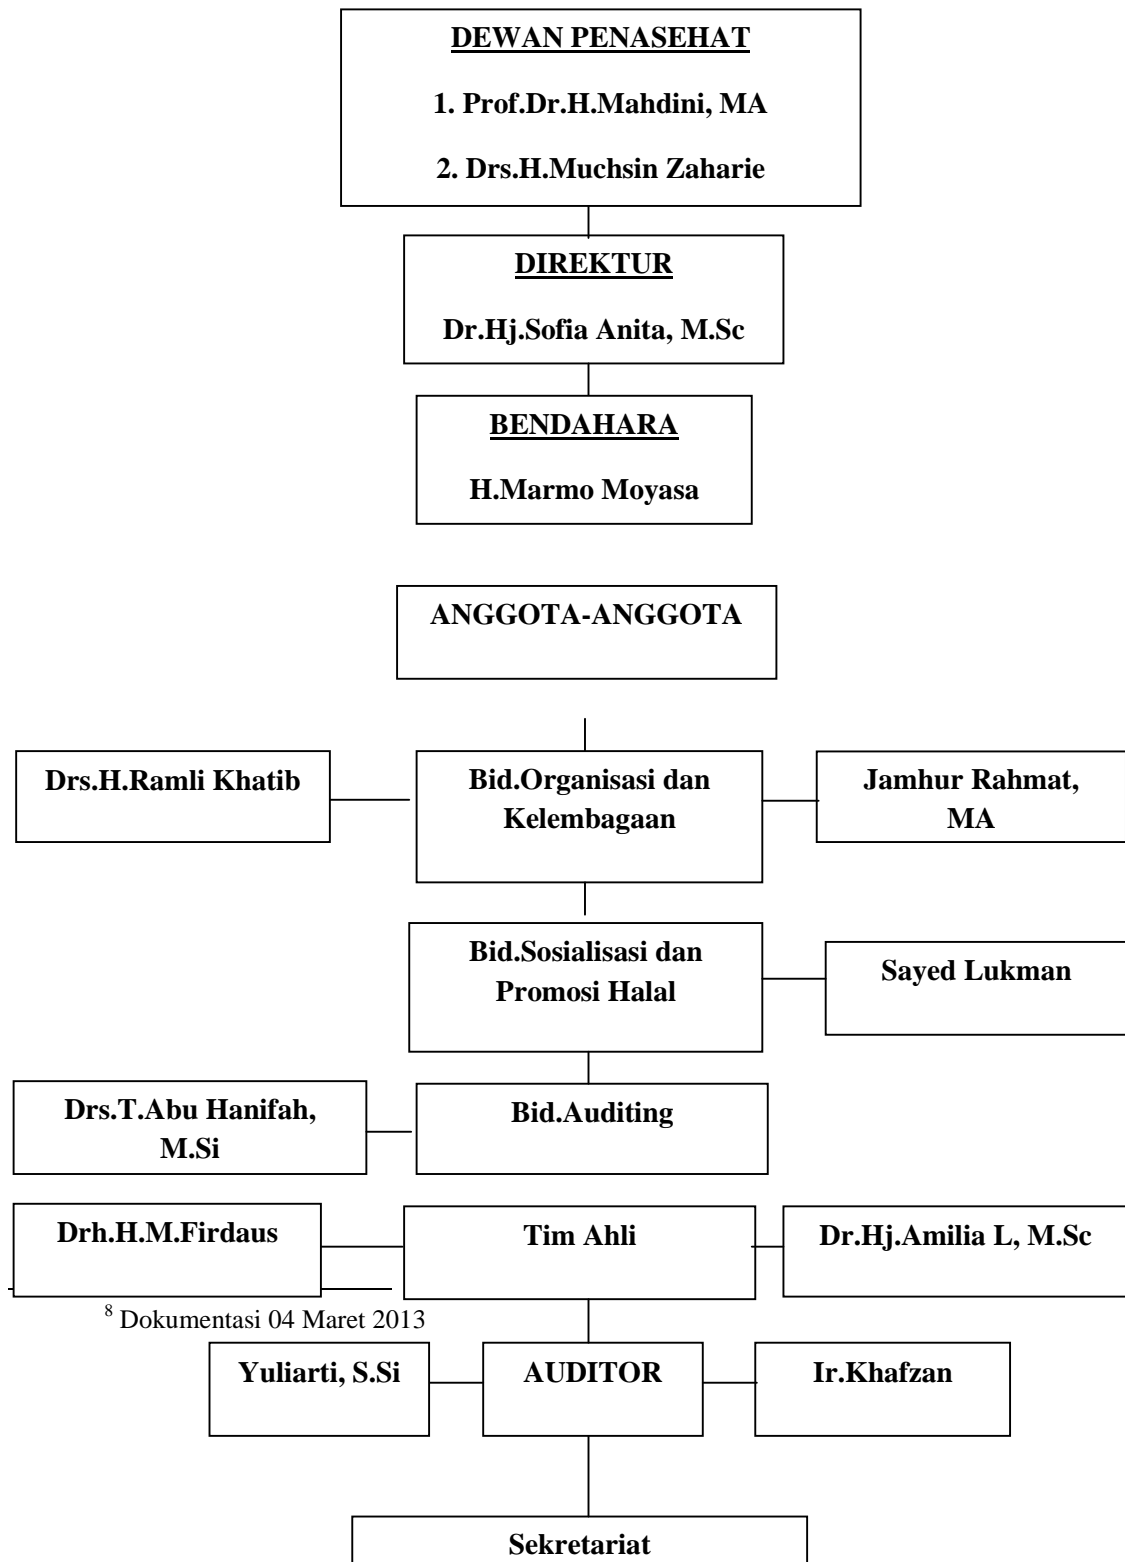 DEWAN PENASEHAT
1. Prof.Dr.H.Mahdini, MA
2. Drs.H.Muchsin Zaharie
DIREKTUR
Dr.Hj.Sofia Anita, M.Sc
BENDAHARA
H.Marmo Moyasa
ANGGOTA-ANGGOTA
Drs.H.Ramli Khatib
Bid.Organisasi dan
Kelembagaan
Jamhur Rahmat,
MA
Bid.Sosialisasi dan
Promosi Halal
Sayed Lukman
Drs.T.Abu Hanifah,
M.Si
Bid.Auditing
Drh.H.M.Firdaus
Tim Ahli
Dr.Hj.Amilia L, M.Sc
8 Dokumentasi 04 Maret 2013
Yuliarti, S.Si
AUDITOR
Ir.Khafzan
Sekretariat